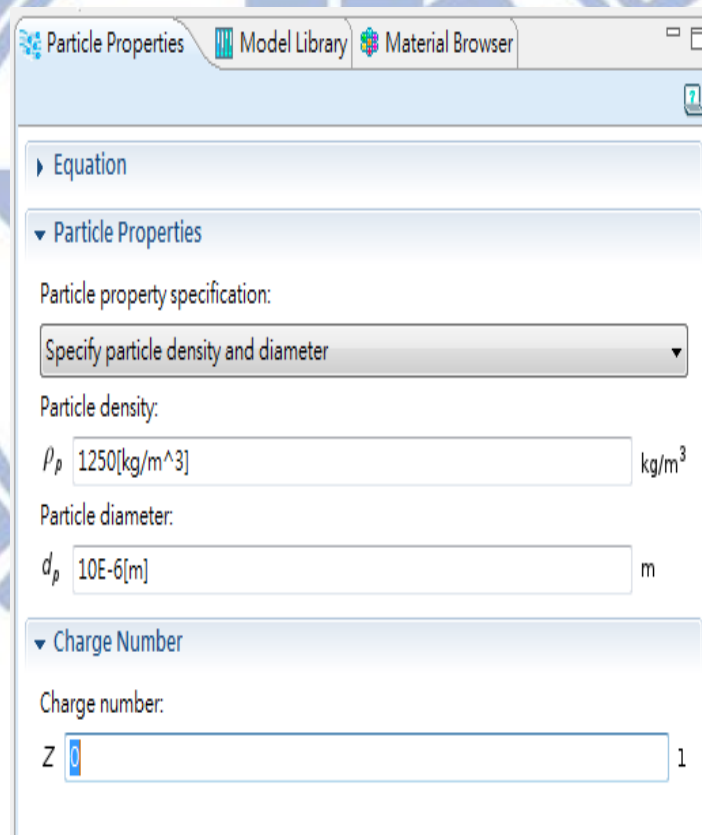 Particle Properties Model Library Material Browser
Equation
Particle Properties
Particle property specification:
Specify particle density and diameter
Particle density:
ρp 1250[kg/m^3] kg/m³
Particle diameter:
dp 10E-6[m] m
Charge Number
Charge number:
Z 0 1